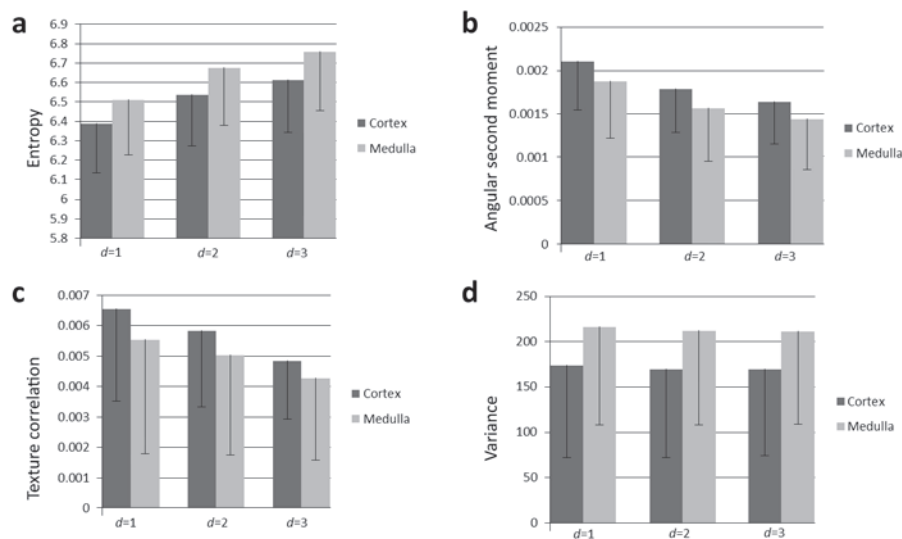 a
Entropy
6.9
6.8
6.7
6.6
6.5
6.4
6.3
6.2
6.1
6
5.9
5.8
d=1 d=2 d=3
Cortex
Medulla
b
Angular second moment
0.0025
0.002
0.0015
0.001
0.0005
0
d=1 d=2 d=3
Cortex
Medulla
c
Texture correlation
0.007
0.006
0.005
0.004
0.003
0.002
0.001
0
d=1 d=2 d=3
Cortex
Medulla
d
Variance
250
200
150
100
50
0
d=1 d=2 d=3
Cortex
Medulla